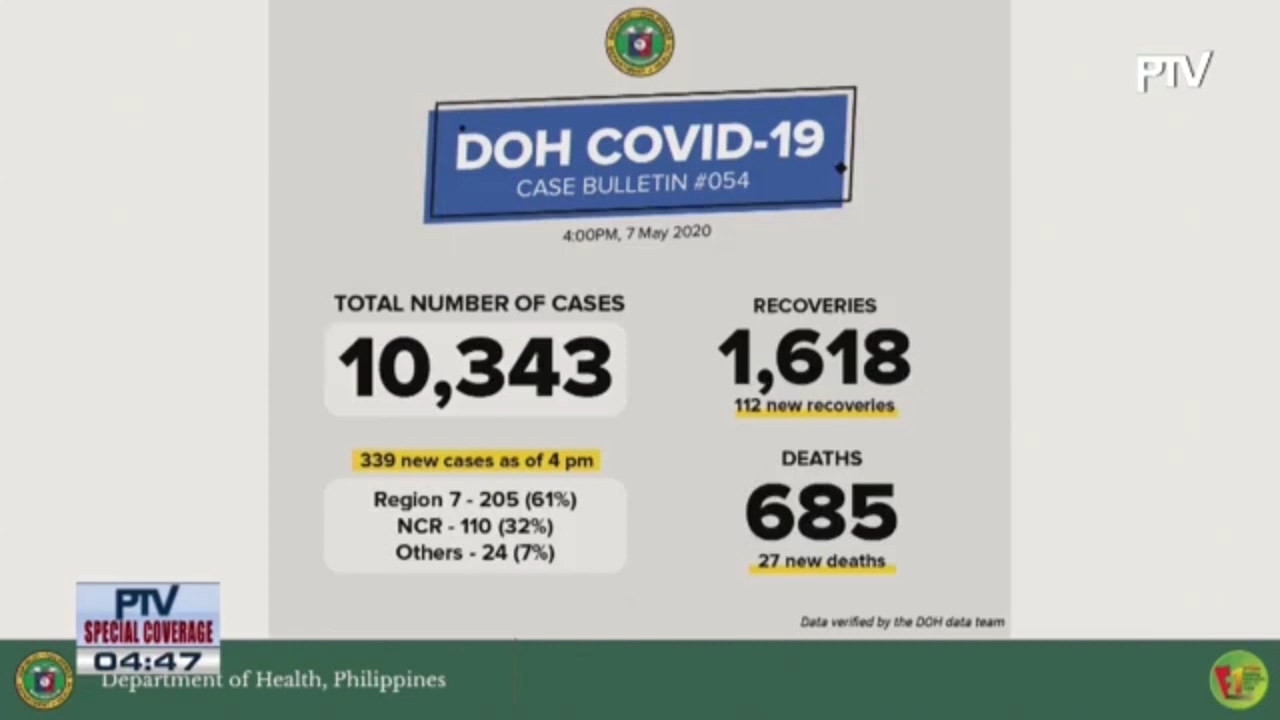 PTV
DOH COVID-19
CASE BULLETIN #054
4:00PM, 7 May 2020
TOTAL NUMBER OF CASES
10,343
339 new cases as of 4 pm
Region 7 - 205 (61%)
NCR - 110 (32%)
Others - 24 (7%)
RECOVERIES
1,618
112 new recoveries
DEATHS
685
27 new deaths
Data verified by the DOH data team
PTV
SPECIAL COVERAGE
04:47
Department of Health, Philippines